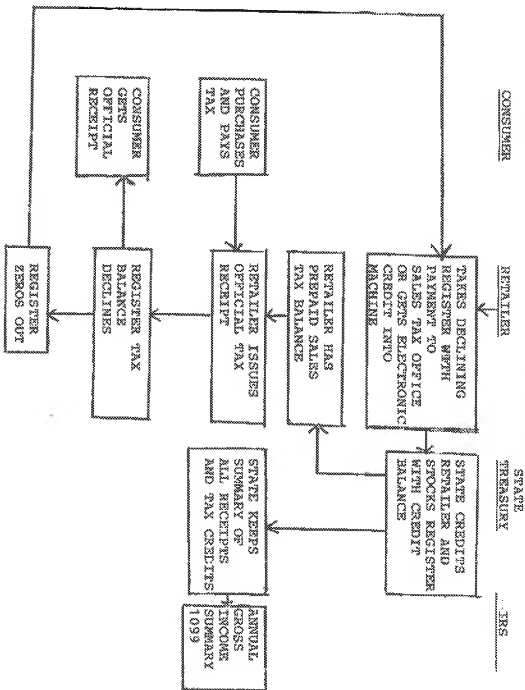 CONSUMER
RETAILER
STATE
TREASURY
IRS
TAKES DECLINING
REGISTER WITH
PAYMENT TO
SALES TAX OFFICE
OR GETS ELECTRONIC
CREDIT INTO
MACHINE
STATE CREDITS
RETAILER AND
STOCKS REGISTER
WITH CREDIT
BALANCE
RETAILER HAS
PREPAID SALES
TAX BALANCE
CONSUMER
PURCHASES
AND PAYS
TAX
RETAILER ISSUES
OFFICIAL TAX
RECEIPT
STATE KEEPS
SUMMARY OF
ALL RECEIPTS
AND TAX CREDITS
ANNUAL
GROSS
INCOME
SUMMARY
1099
CONSUMER
GETS
OFFICIAL
RECEIPT
REGISTER TAX
BALANCE
DECLINES
REGISTER
ZEROS OUT